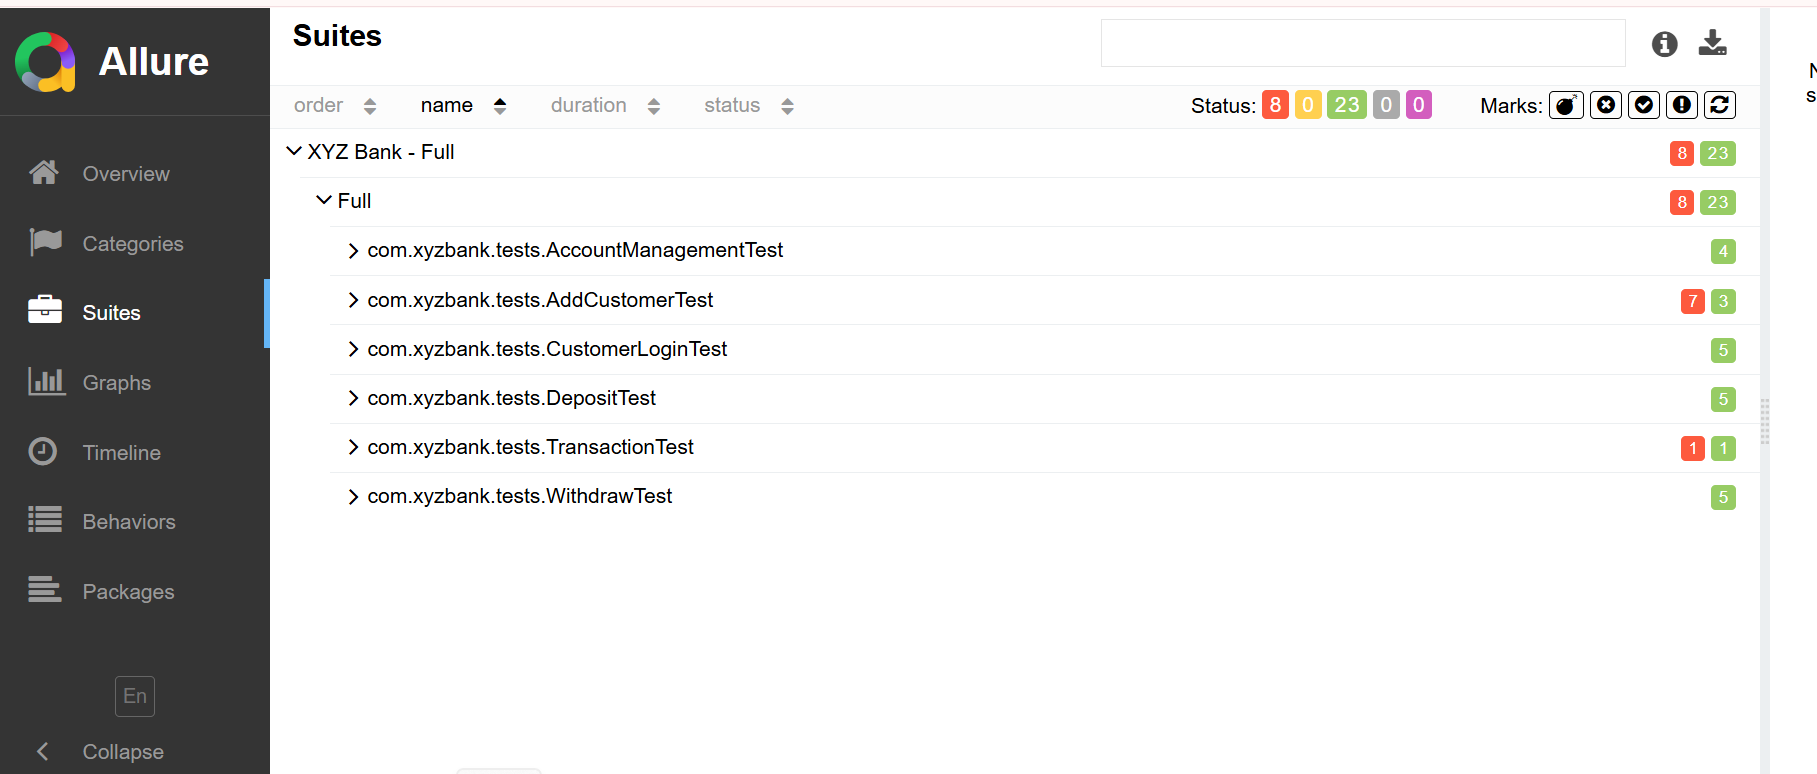 Allure
Overview
Categories
Suites
Graphs
Timeline
Behaviors
Packages
En
Collapse
Suites
order name duration status Status: 8 0 23 0 0 Marks:
XYZ Bank - Full 8 23
Full 8 23
com.xyzbank.tests.AccountManagementTest 4
com.xyzbank.tests.AddCustomerTest 7 3
com.xyzbank.tests.CustomerLoginTest 5
com.xyzbank.tests.DepositTest 5
com.xyzbank.tests.TransactionTest 1 1
com.xyzbank.tests.WithdrawTest 5